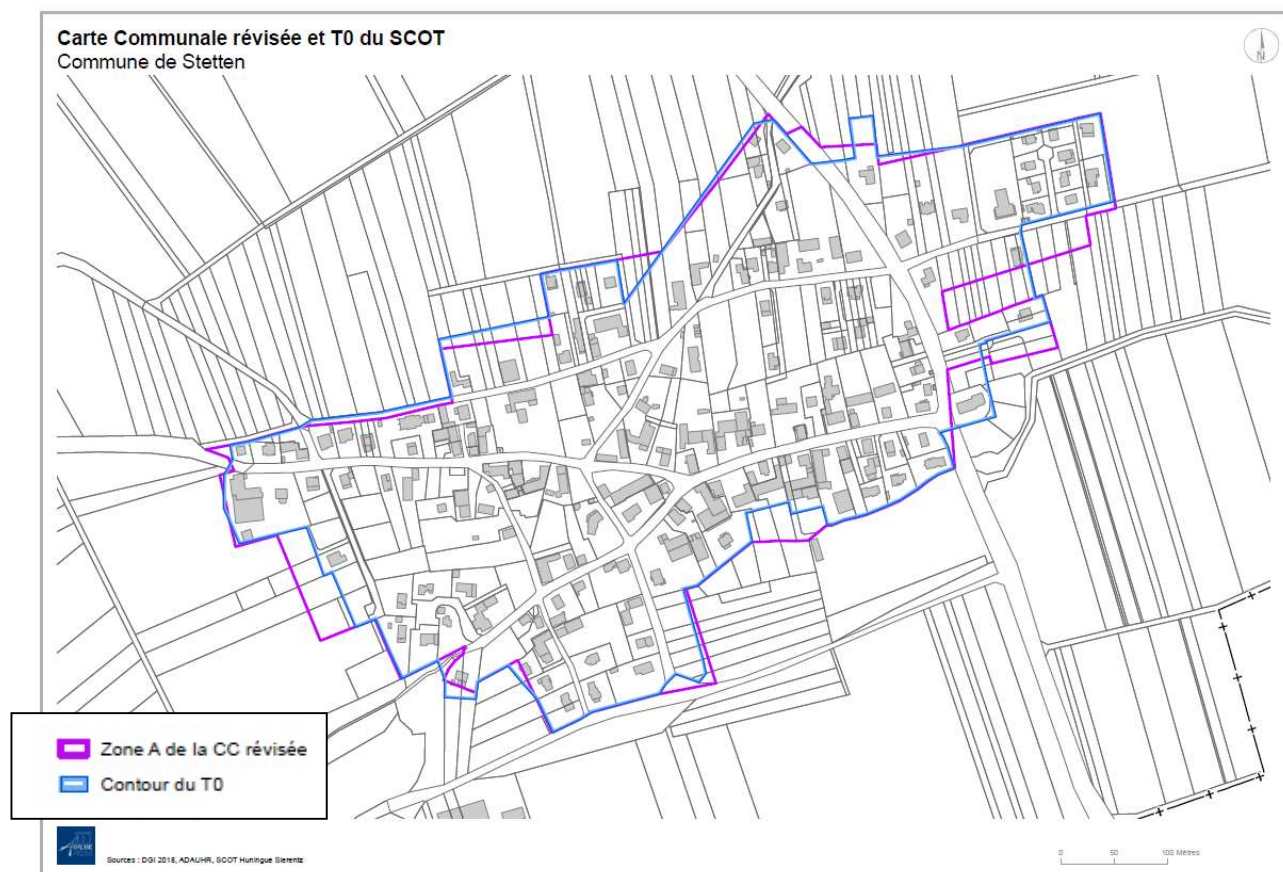 Carte Communale révisée et T0 du SCOT
Commune de Stetten
N
Zone A de la CC révisée
Contour du T0
ADAUHR
Sources : DGI 2018, ADAUHR, SCOT Huningue Sierentz
0 50 100 Mètres